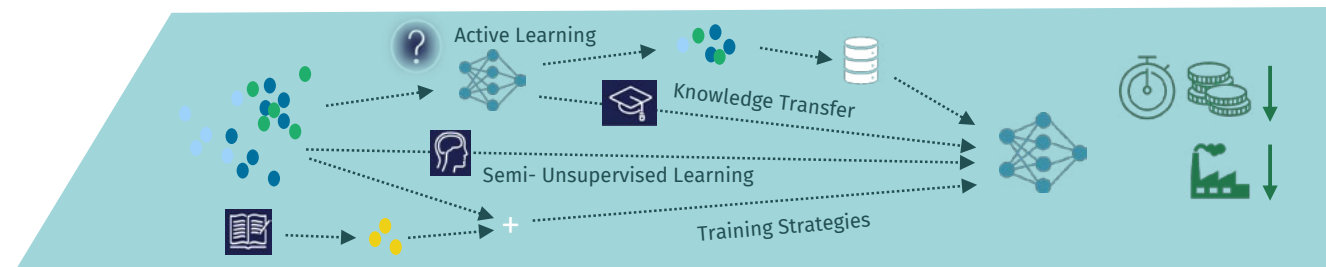 ?
Active Learning
Knowledge Transfer
Semi- Unsupervised Learning
+
Training Strategies